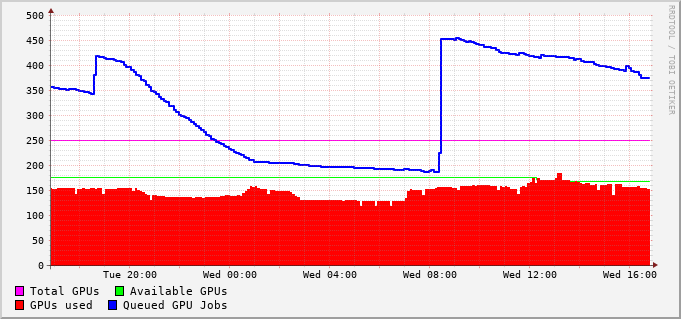 500
450
400
350
300
250
200
150
100
50
0
Tue 20:00 Wed 00:00 Wed 04:00 Wed 08:00 Wed 12:00 Wed 16:00
Total GPUs Available GPUs
GPUs used Queued GPU Jobs
RRDTOOL / TOBI OETIKER